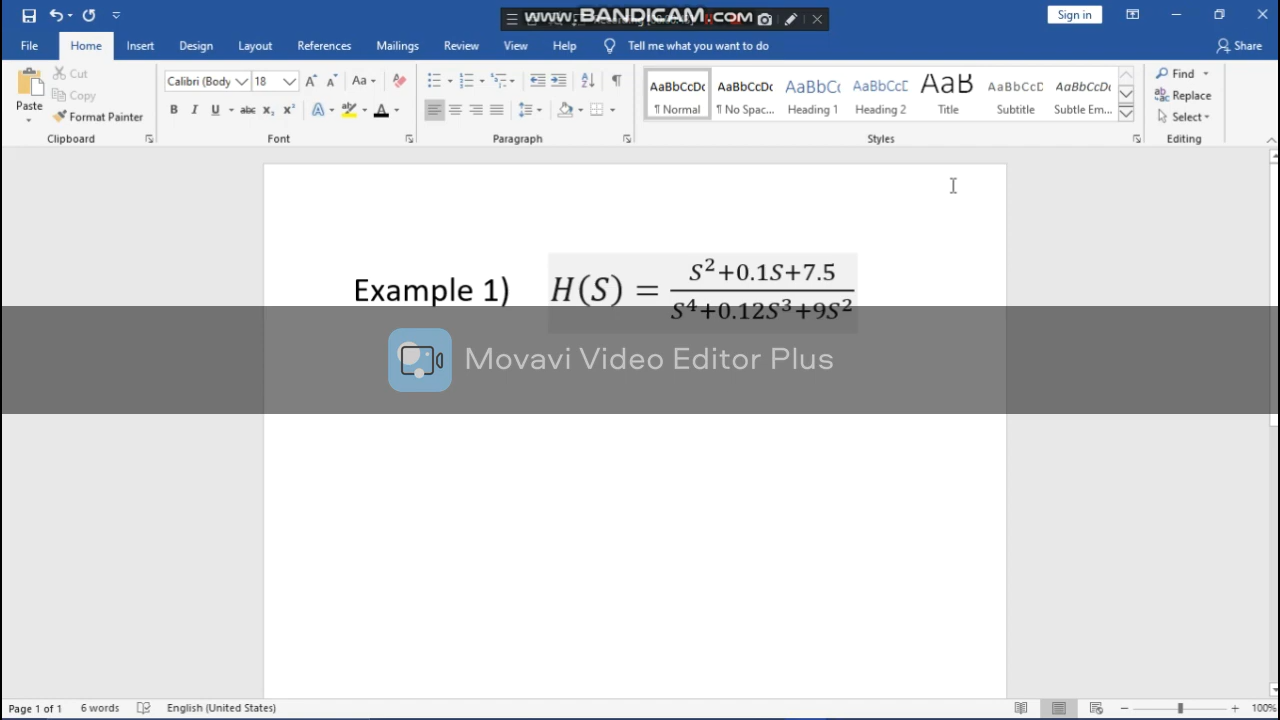 www.BANDICAM.com
Sign in
File Home Insert Design Layout References Mailings Review View Help Tell me what you want to do Share
Paste
Cut
Copy
Format Painter
Clipboard
Calibri (Body 18
Font
Paragraph
AaBbCcDc AaBbCcDc AaBbCc AaBbCcD AaB AaBbCcD AaBbCcDc
¶ Normal ¶ No Spac... Heading 1 Heading 2 Title Subtitle Subtle Em...
Styles
Find
Replace
Select
Editing
Example 1) H(S) = S²+0.1S+7.5
S⁴+0.12S³+9S²
Movavi Video Editor Plus
Page 1 of 1 6 words English (United States) 100%